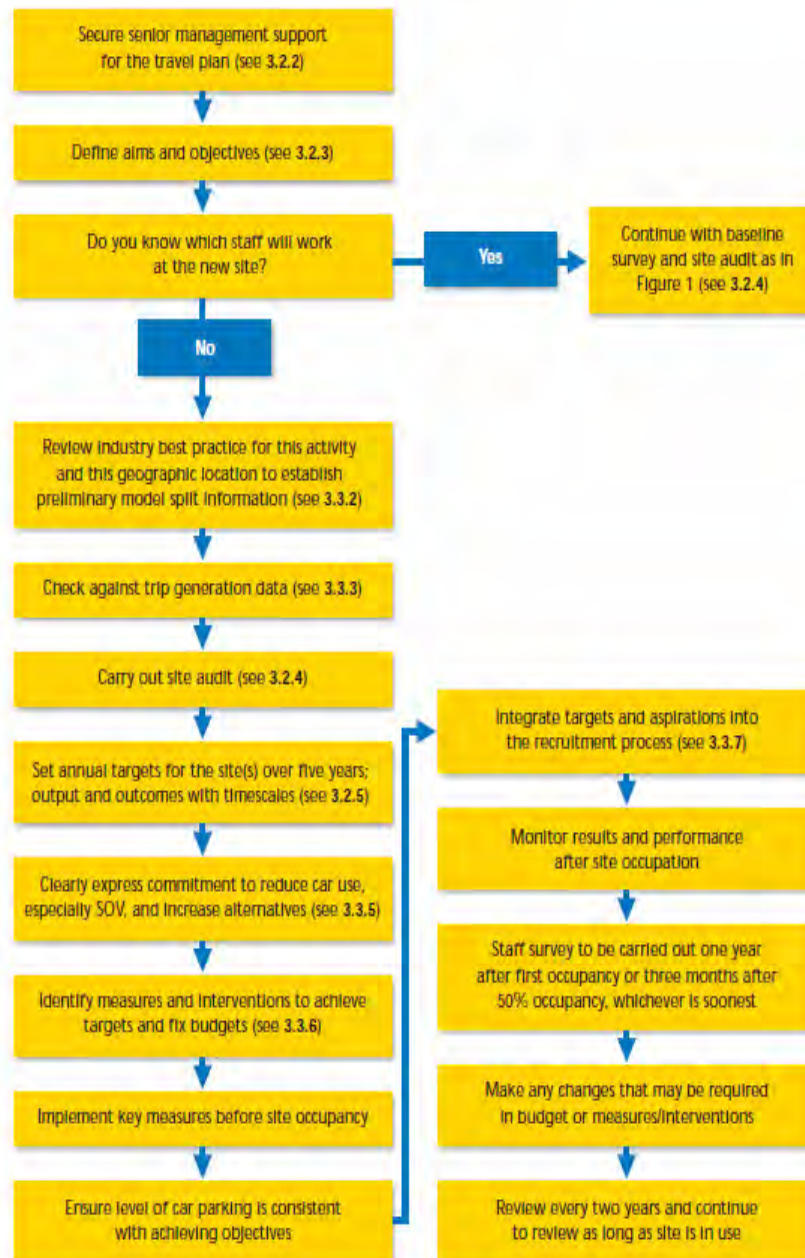 Secure senior management support
for the travel plan (see 3.2.2)
Define aims and objectives (see 3.2.3)
Do you know which staff will work
at the new site?
Yes
Continue with baseline
survey and site audit as in
Figure 1 (see 3.2.4)
No
Review industry best practice for this activity
and this geographic location to establish
preliminary model split information (see 3.3.2)
Check against trip generation data (see 3.3.3)
Carry out site audit (see 3.2.4)
Set annual targets for the site(s) over five years;
output and outcomes with timescales (see 3.2.5)
Clearly express commitment to reduce car use,
especially SOV, and increase alternatives (see 3.3.5)
Identify measures and interventions to achieve
targets and fix budgets (see 3.3.6)
Implement key measures before site occupancy
Ensure level of car parking is consistent
with achieving objectives
Integrate targets and aspirations into
the recruitment process (see 3.3.7)
Monitor results and performance
after site occupation
Staff survey to be carried out one year
after first occupancy or three months after
50% occupancy, whichever is soonest
Make any changes that may be required
in budget or measures/interventions
Review every two years and continue
to review as long as site is in use